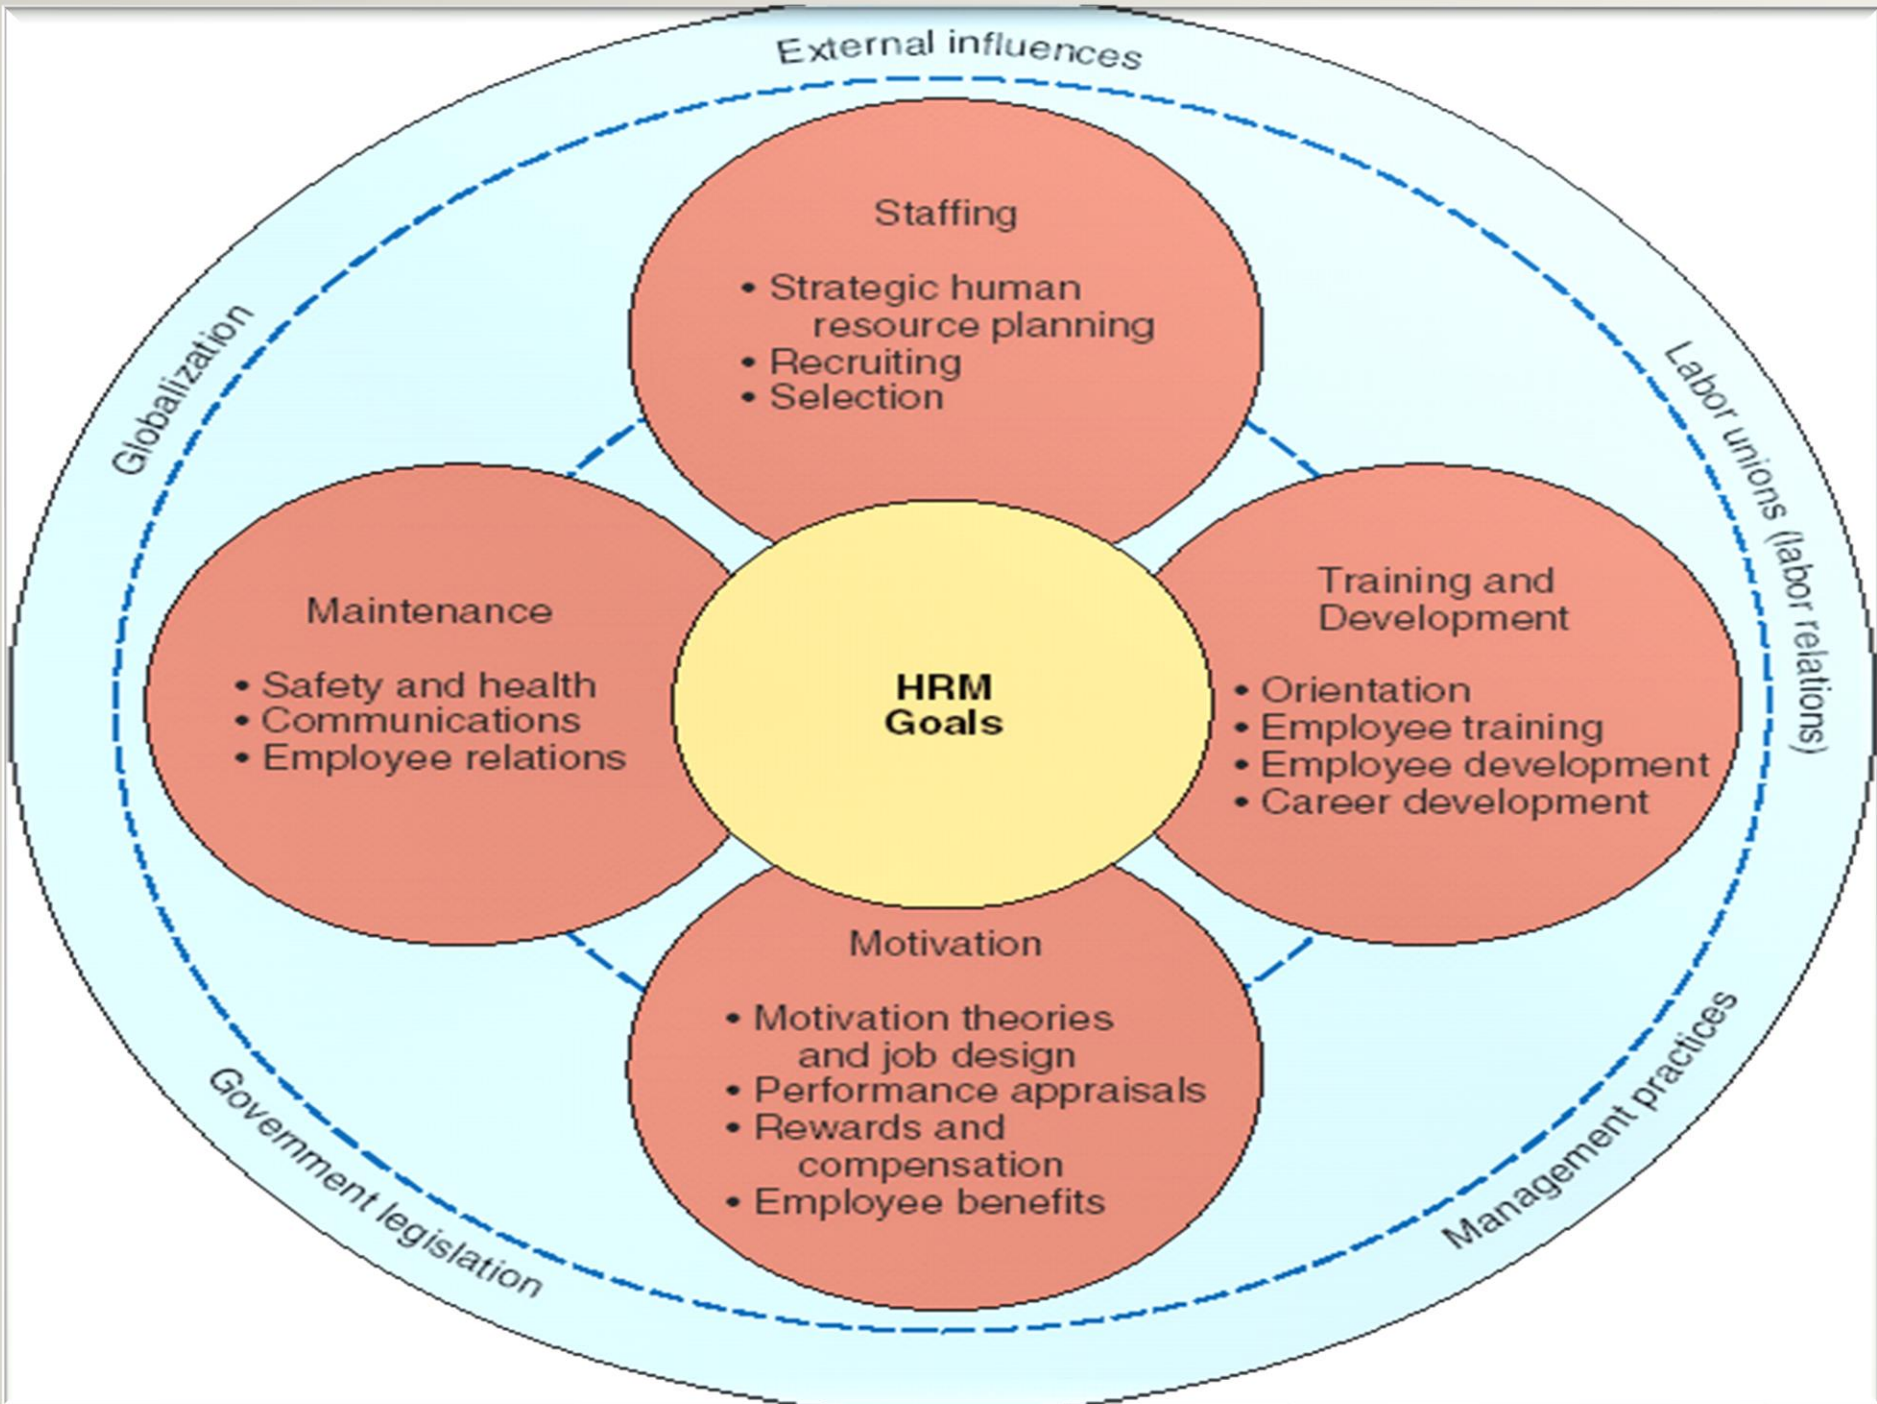 External influences
Staffing
• Strategic human
resource planning
• Recruiting
• Selection
Globalization
Labor unions (labor relations)
Maintenance
• Safety and health
• Communications
• Employee relations
HRM
Goals
Training and
Development
• Orientation
• Employee training
• Employee development
• Career development
Motivation
• Motivation theories
and job design
• Performance appraisals
• Rewards and
compensation
• Employee benefits
Government legislation
Management practices